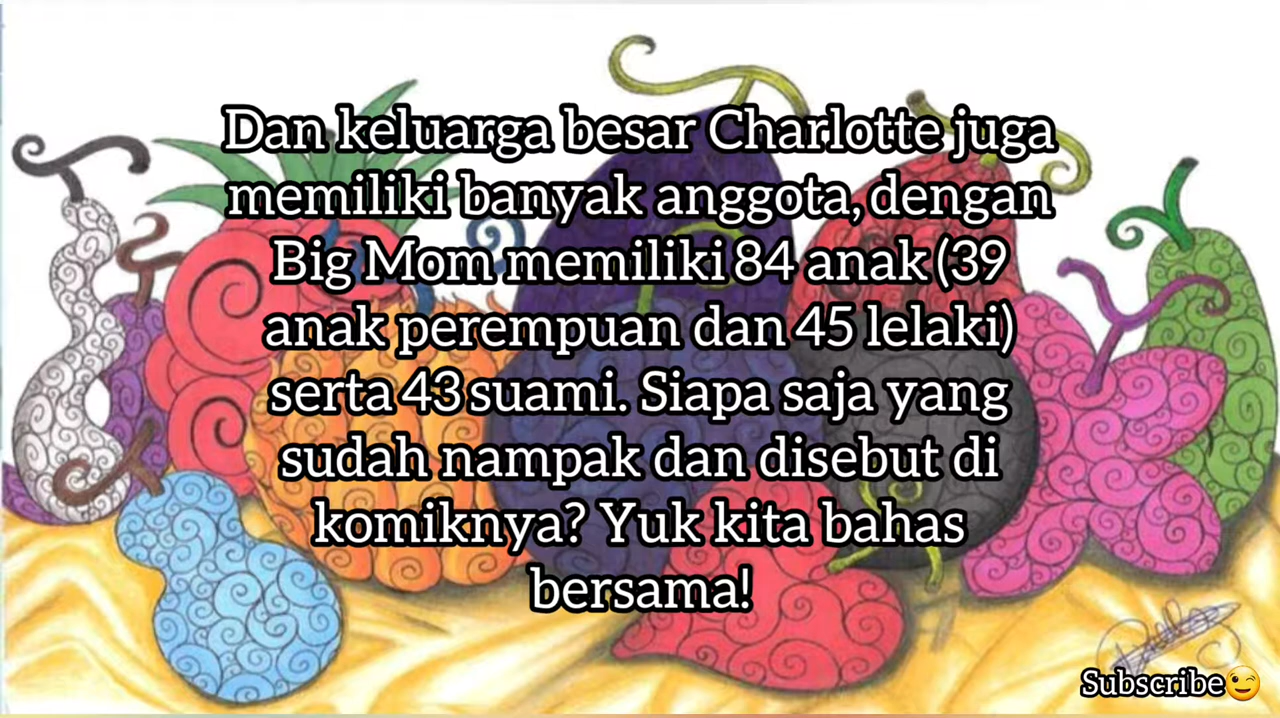 Dan keluarga besar Charlotte juga
memiliki banyak anggota, dengan
Big Mom memiliki 84 anak (39
anak perempuan dan 45 lelaki)
serta 43 suami. Siapa saja yang
sudah nampak dan disebut di
komiknya? Yuk kita bahas
bersama!
Subscribe😉